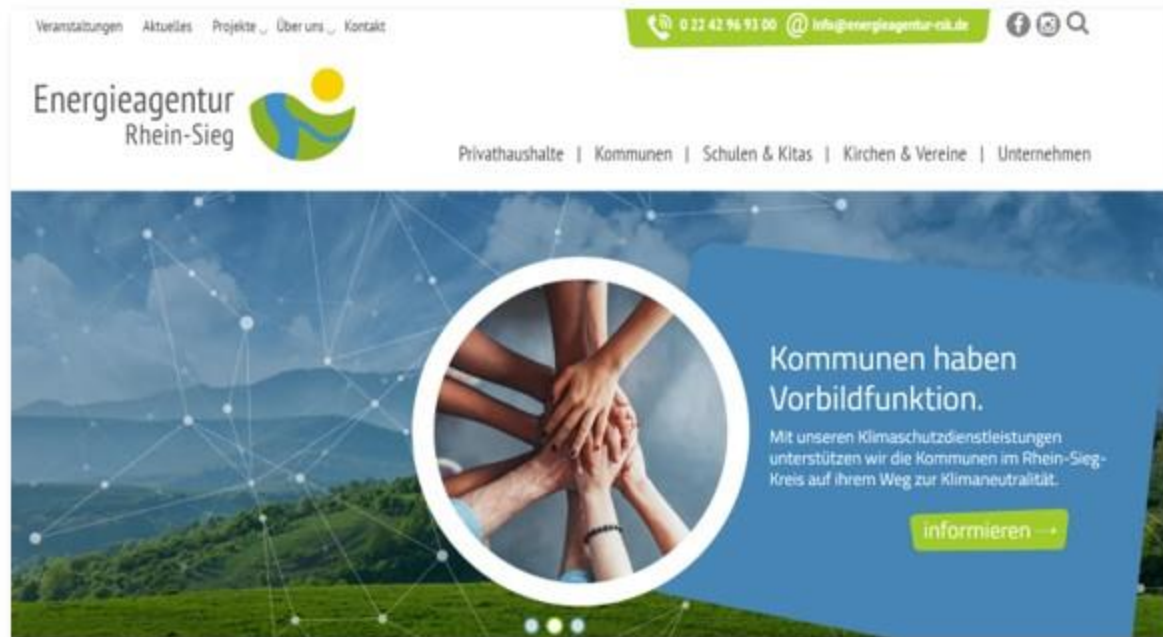 Veranstaltungen Aktuelles Projekte Über uns Kontakt
0 22 42 96 93 00 info@energieagentur-rsk.de
Energieagentur
Rhein-Sieg
Privathaushalte | Kommunen | Schulen & Kitas | Kirchen & Vereine | Unternehmen
Kommunen haben
Vorbildfunktion.
Mit unseren Klimaschutzdienstleistungen
unterstützen wir die Kommunen im Rhein-Sieg-
Kreis auf ihrem Weg zur Klimaneutralität.
informieren →